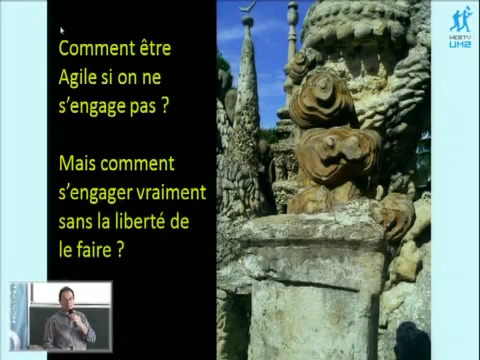 Comment être
Agile si on ne
s'engage pas ?
Mais comment
s'engager vraiment
sans la liberté de
le faire ?
WEBTV
UM2